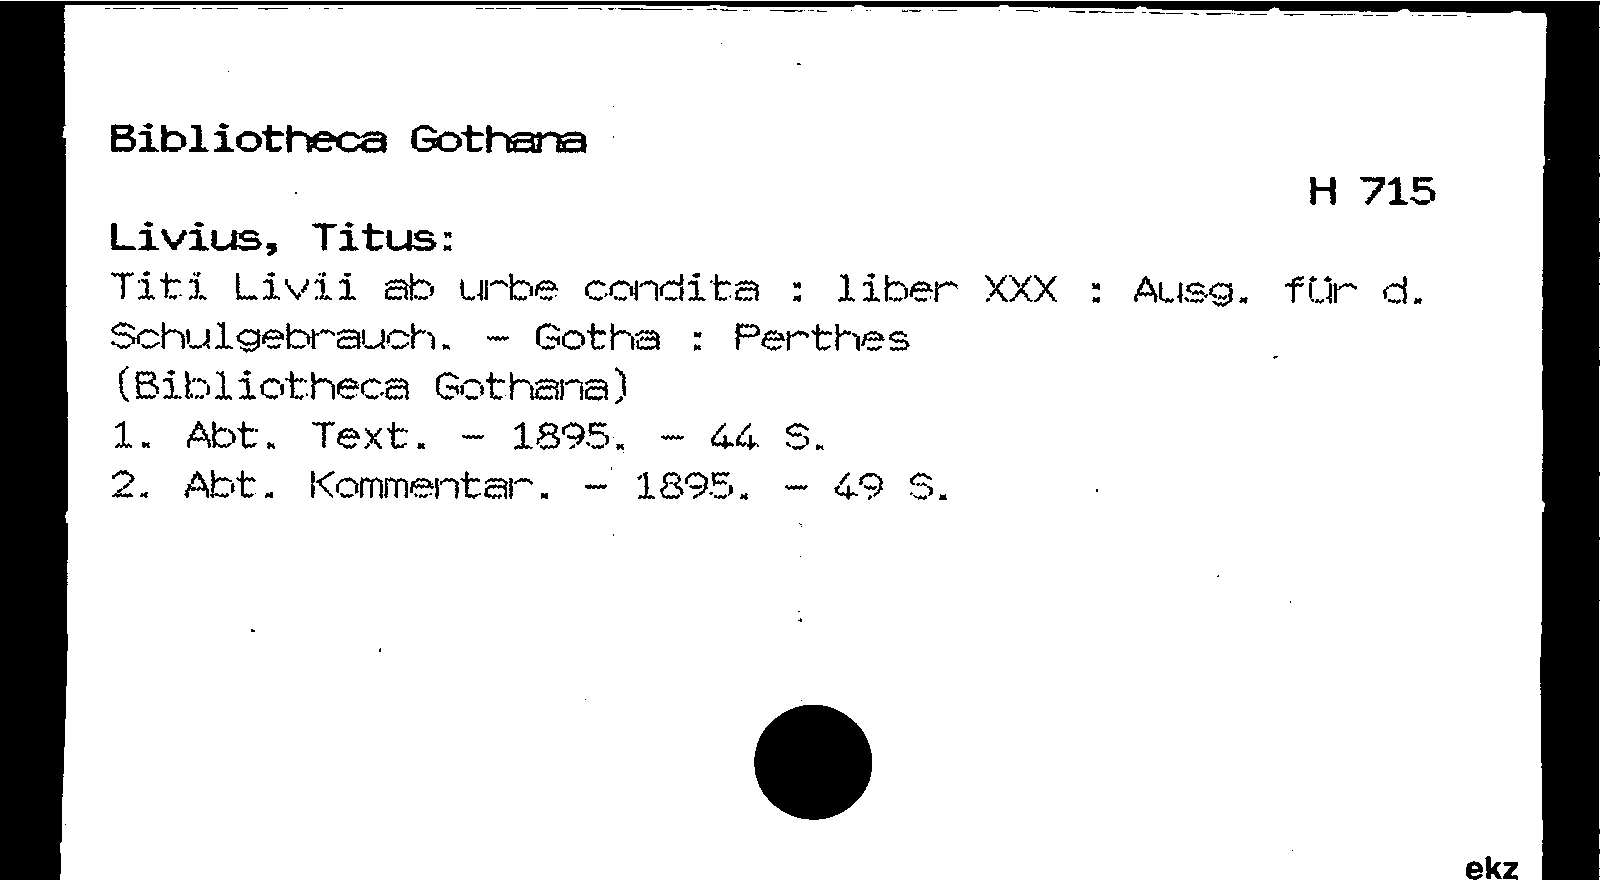 Bibliotheca Gothana
H 715
Livius, Titus:
Titi Livii ab urbe condita : liber XXX : Ausg. für d.
Schulgebrauch. - Gotha : Perthes
(Bibliotheca Gothana)
1. Abt. Text. - 1895. - 44 S.
2. Abt. Kommentar. - 1895. - 49 S.
ekz